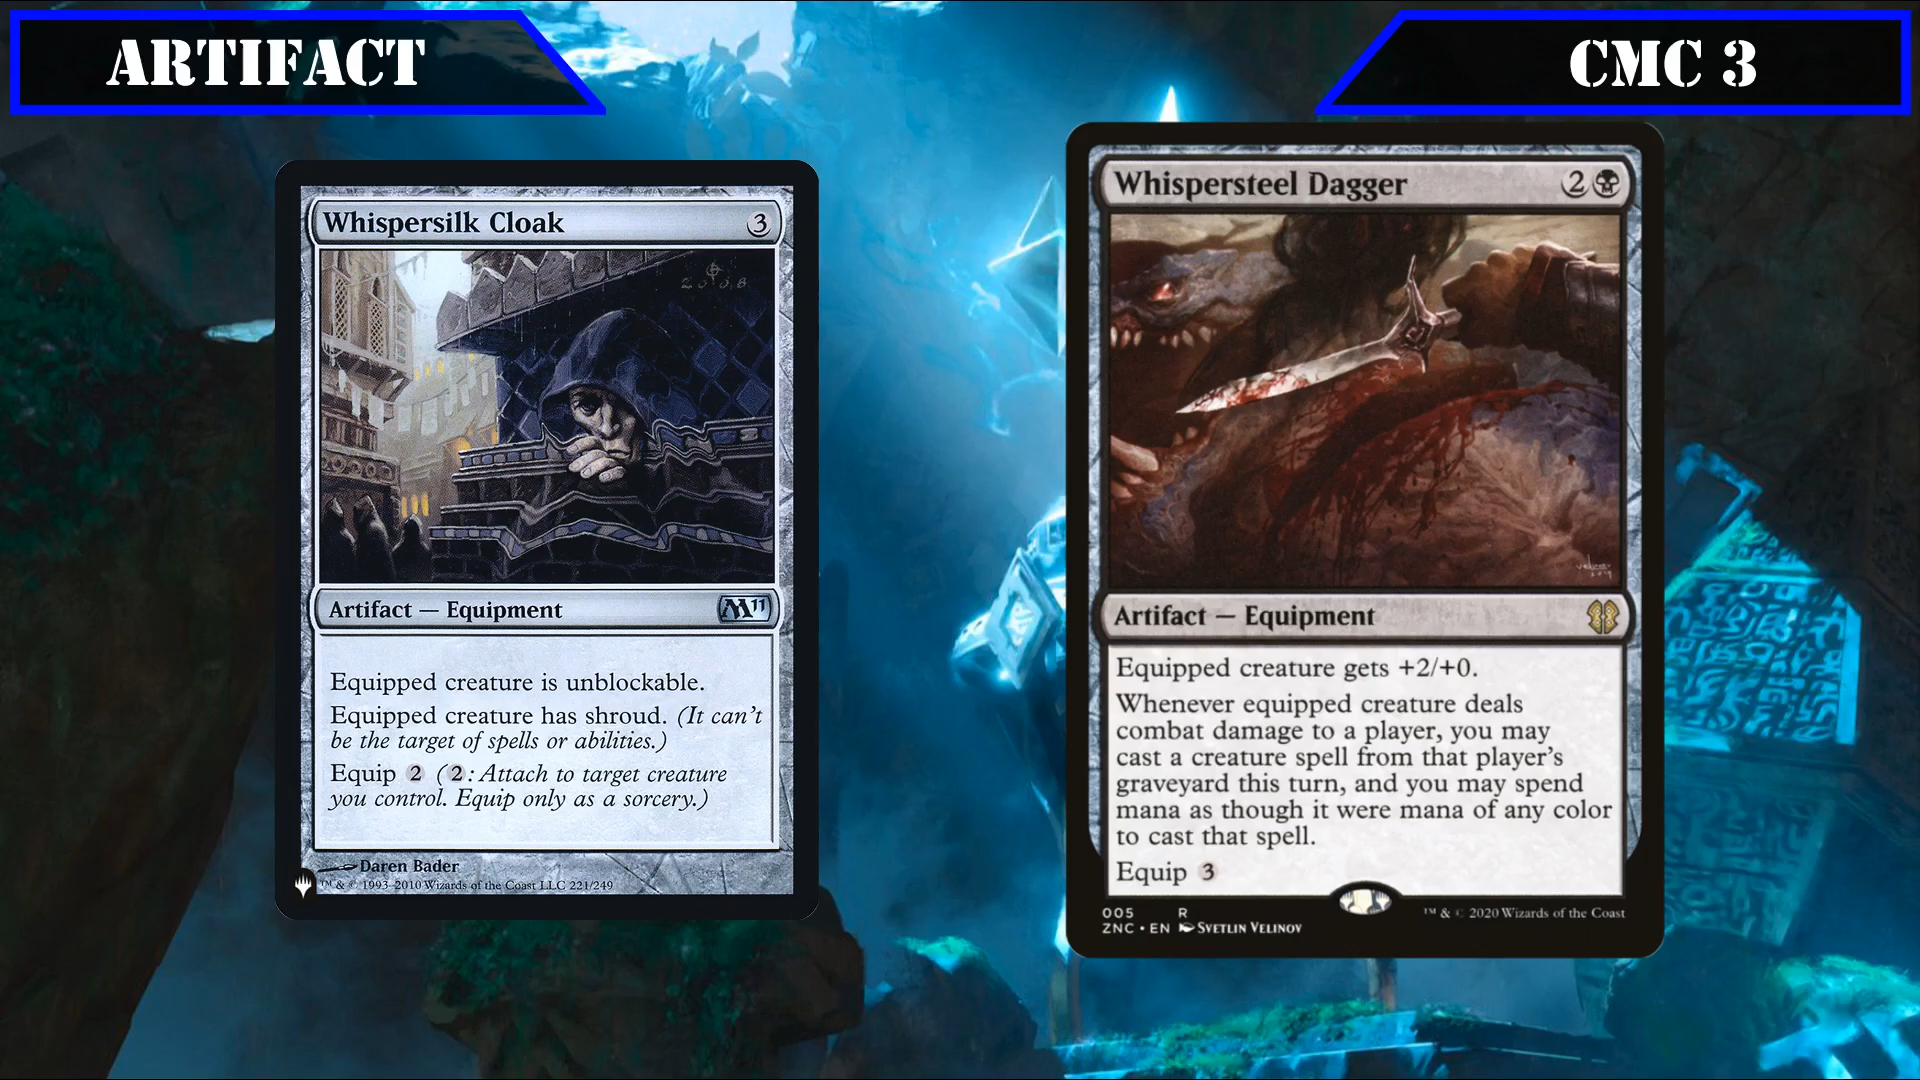 ARTIFACT
CMC 3
Whispersilk Cloak 3
Artifact — Equipment M11
Equipped creature is unblockable.
Equipped creature has shroud. (It can't
be the target of spells or abilities.)
Equip 2 (2: Attach to target creature
you control. Equip only as a sorcery.)
Daren Bader
™ & © 1993–2010 Wizards of the Coast LLC 221/249
Whispersteel Dagger 2
Artifact — Equipment
Equipped creature gets +2/+0.
Whenever equipped creature deals
combat damage to a player, you may
cast a creature spell from that player's
graveyard this turn, and you may spend
mana as though it were mana of any color
to cast that spell.
Equip 3
005 R
ZNC • EN Svetlin Velinov
™ & © 2020 Wizards of the Coast